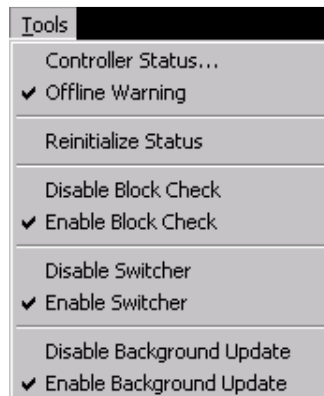 Tools
Controller Status...
Offline Warning
Reinitialize Status
Disable Block Check
Enable Block Check
Disable Switcher
Enable Switcher
Disable Background Update
Enable Background Update